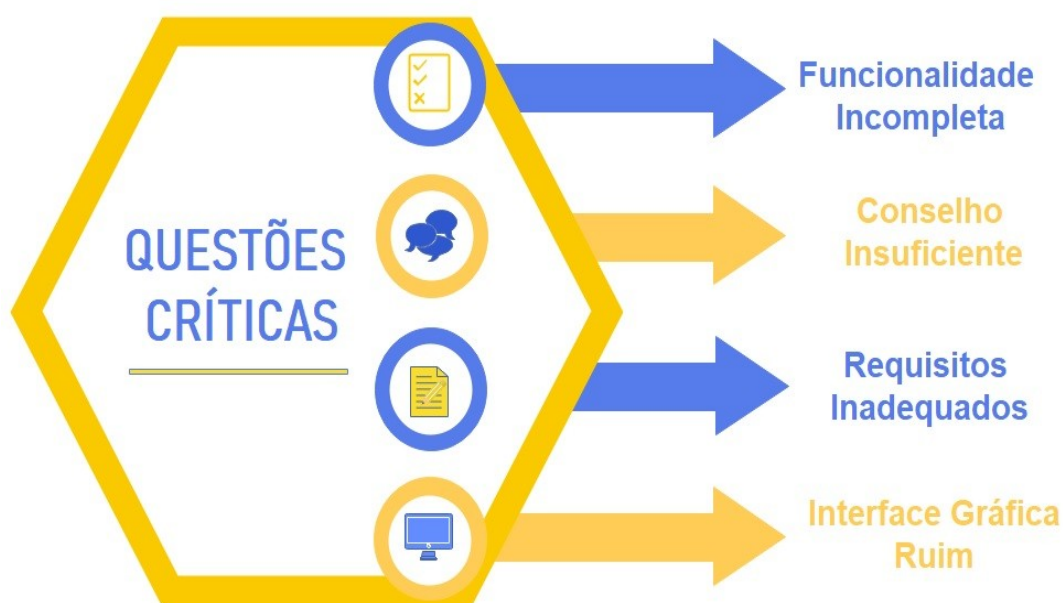 QUESTÕES
CRÍTICAS
Funcionalidade
Incompleta
Conselho
Insuficiente
Requisitos
Inadequados
Interface Gráfica
Ruim